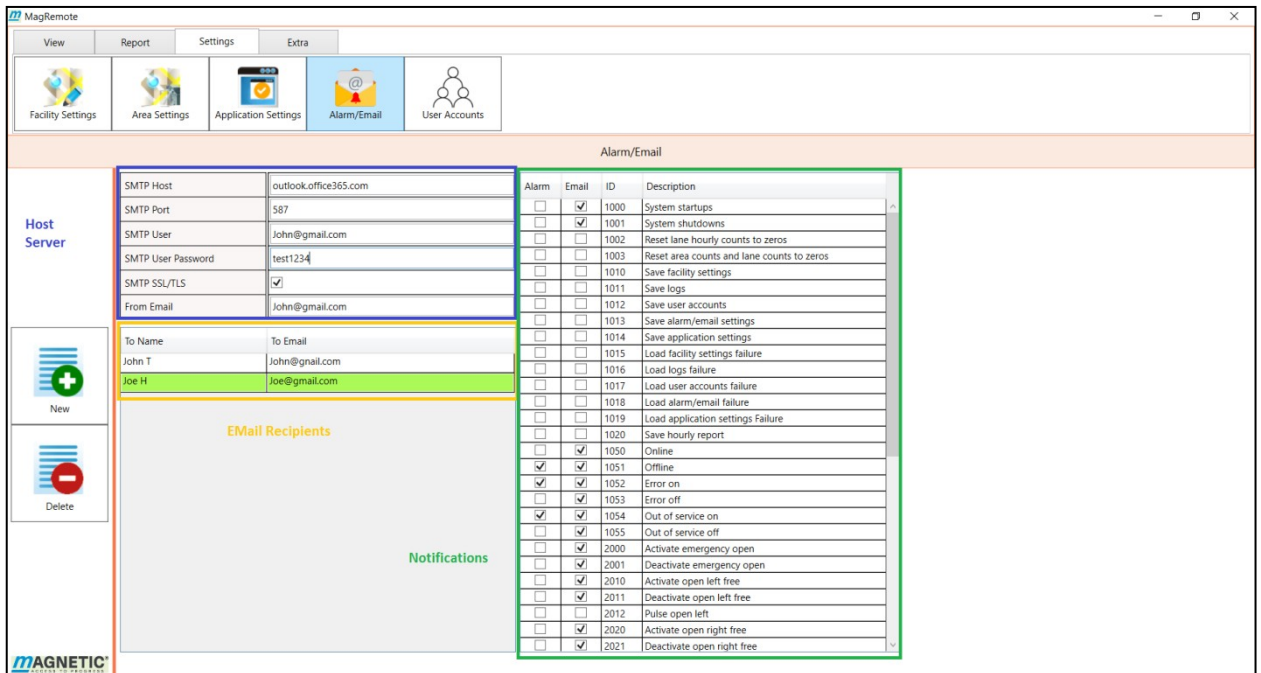 MagRemote
View Report Settings Extra
Facility Settings Area Settings Application Settings Alarm/Email User Accounts
Alarm/Email
Host
Server
SMTP Host outlook.office365.com
SMTP Port 587
SMTP User John@gmail.com
SMTP User Password test1234
SMTP SSL/TLS
From Email John@gmail.com
To Name To Email
John T John@gnail.com
Joe H Joe@gmail.com
New
Delete
EMail Recipients
Notifications
Alarm Email ID Description
1000 System startups
1001 System shutdowns
1002 Reset lane hourly counts to zeros
1003 Reset area counts and lane counts to zeros
1010 Save facility settings
1011 Save logs
1012 Save user accounts
1013 Save alarm/email settings
1014 Save application settings
1015 Load facility settings failure
1016 Load logs failure
1017 Load user accounts failure
1018 Load alarm/email failure
1019 Load application settings Failure
1020 Save hourly report
1050 Online
1051 Offline
1052 Error on
1053 Error off
1054 Out of service on
1055 Out of service off
2000 Activate emergency open
2001 Deactivate emergency open
2010 Activate open left free
2011 Deactivate open left free
2012 Pulse open left
2020 Activate open right free
2021 Deactivate open right free
MAGNETIC
ACCESS TO PROGRESS